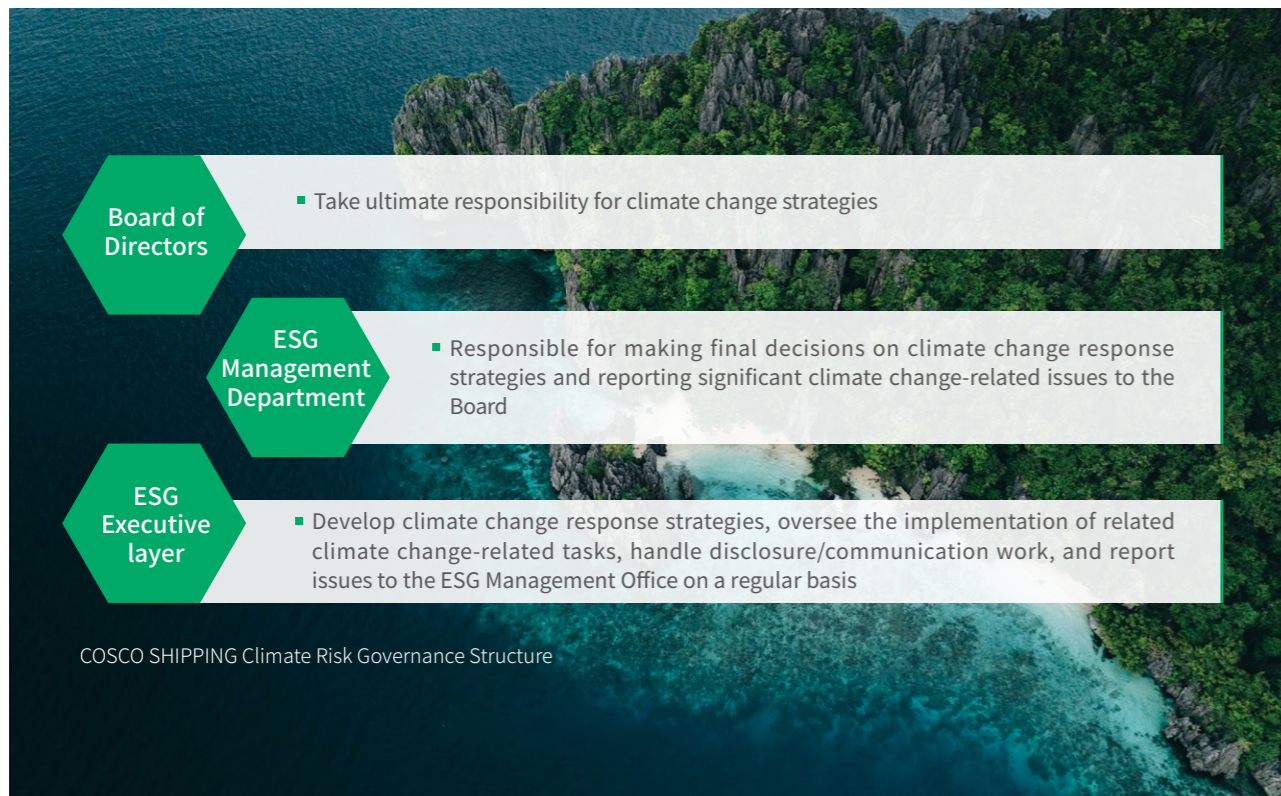 Board of
Directors
▪ Take ultimate responsibility for climate change strategies
ESG
Management
Department
▪ Responsible for making final decisions on climate change response
strategies and reporting significant climate change-related issues to the
Board
ESG
Executive
layer
▪ Develop climate change response strategies, oversee the implementation of related
climate change-related tasks, handle disclosure/communication work, and report
issues to the ESG Management Office on a regular basis
COSCO SHIPPING Climate Risk Governance Structure